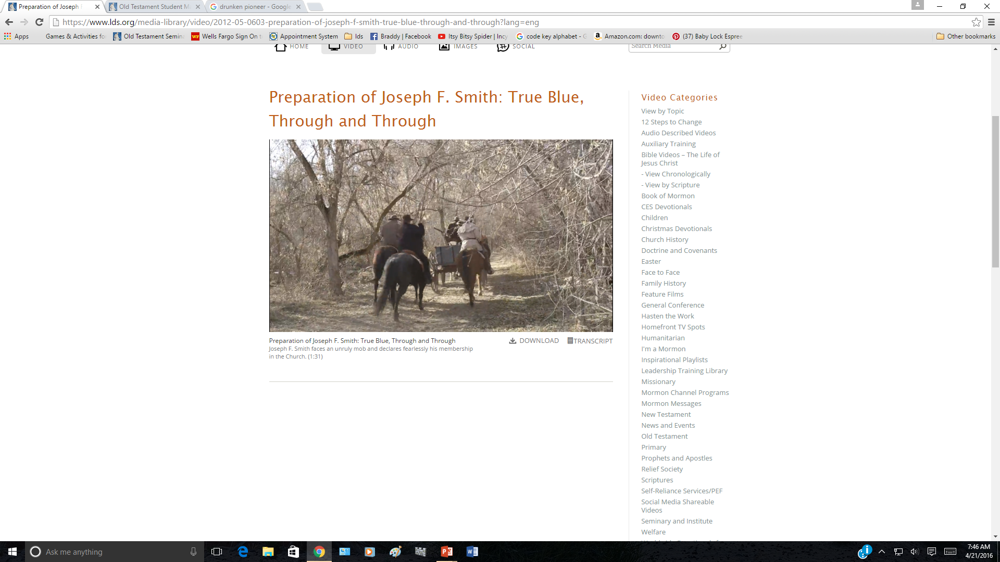 Preparation of Joseph F
Old Testament Student M
drunken pioneer - Google
https://www.lds.org/media-library/video/2012-05-0603-preparation-of-joseph-f-smith-true-blue-through-and-through?lang=eng
Apps
Games & Activities fo
Old Testament Semina
WF
Wells Fargo Sign On t
Appointment System
lds
Braddy | Facebook
Itsy Bitsy Spider | Incy
code key alphabet - G
Amazon.com: downto
(37) Baby Lock Espree
Other bookmarks
HOME
VIDEO
AUDIO
IMAGES
SOCIAL
Search Media
Preparation of Joseph F. Smith: True Blue,
Through and Through
Preparation of Joseph F. Smith: True Blue, Through and Through
Joseph F. Smith faces an unruly mob and declares fearlessly his membership
in the Church. (1:31)
DOWNLOAD
TRANSCRIPT
Video Categories
View by Topic
12 Steps to Change
Audio Described Videos
Auxiliary Training
Bible Videos – The Life of
Jesus Christ
- View Chronologically
- View by Scripture
Book of Mormon
CES Devotionals
Children
Christmas Devotionals
Church History
Doctrine and Covenants
Easter
Face to Face
Family History
Feature Films
General Conference
Hasten the Work
Homefront TV Spots
Humanitarian
I'm a Mormon
Inspirational Playlists
Leadership Training Library
Missionary
Mormon Channel Programs
Mormon Messages
New Testament
News and Events
Old Testament
Primary
Prophets and Apostles
Relief Society
Scriptures
Self-Reliance Services/PEF
Social Media Shareable
Videos
Seminary and Institute
Welfare
Ask me anything
7:46 AM
4/21/2016